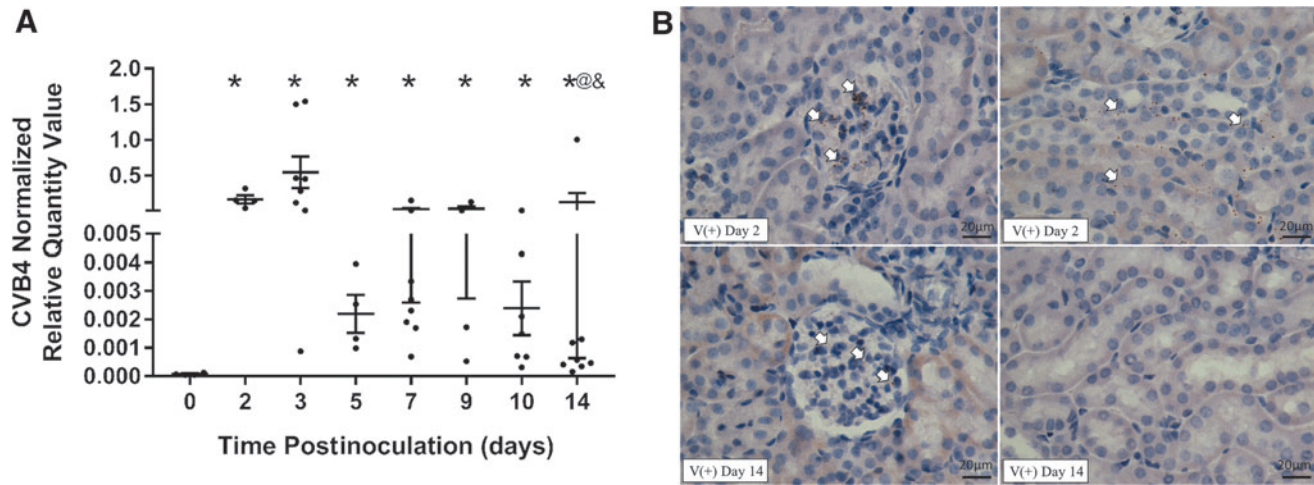 A
CVB4 Normalized
Relative Quantity Value
2.0
1.5
1.0
0.5
0.005
0.004
0.003
0.002
0.001
0.000
* * * * * * *@&
0 2 3 5 7 9 10 14
Time Postinoculation (days)
B
V(+) Day 2
20µm
V(+) Day 2
20µm
V(+) Day 14
20µm
V(+) Day 14
20µm